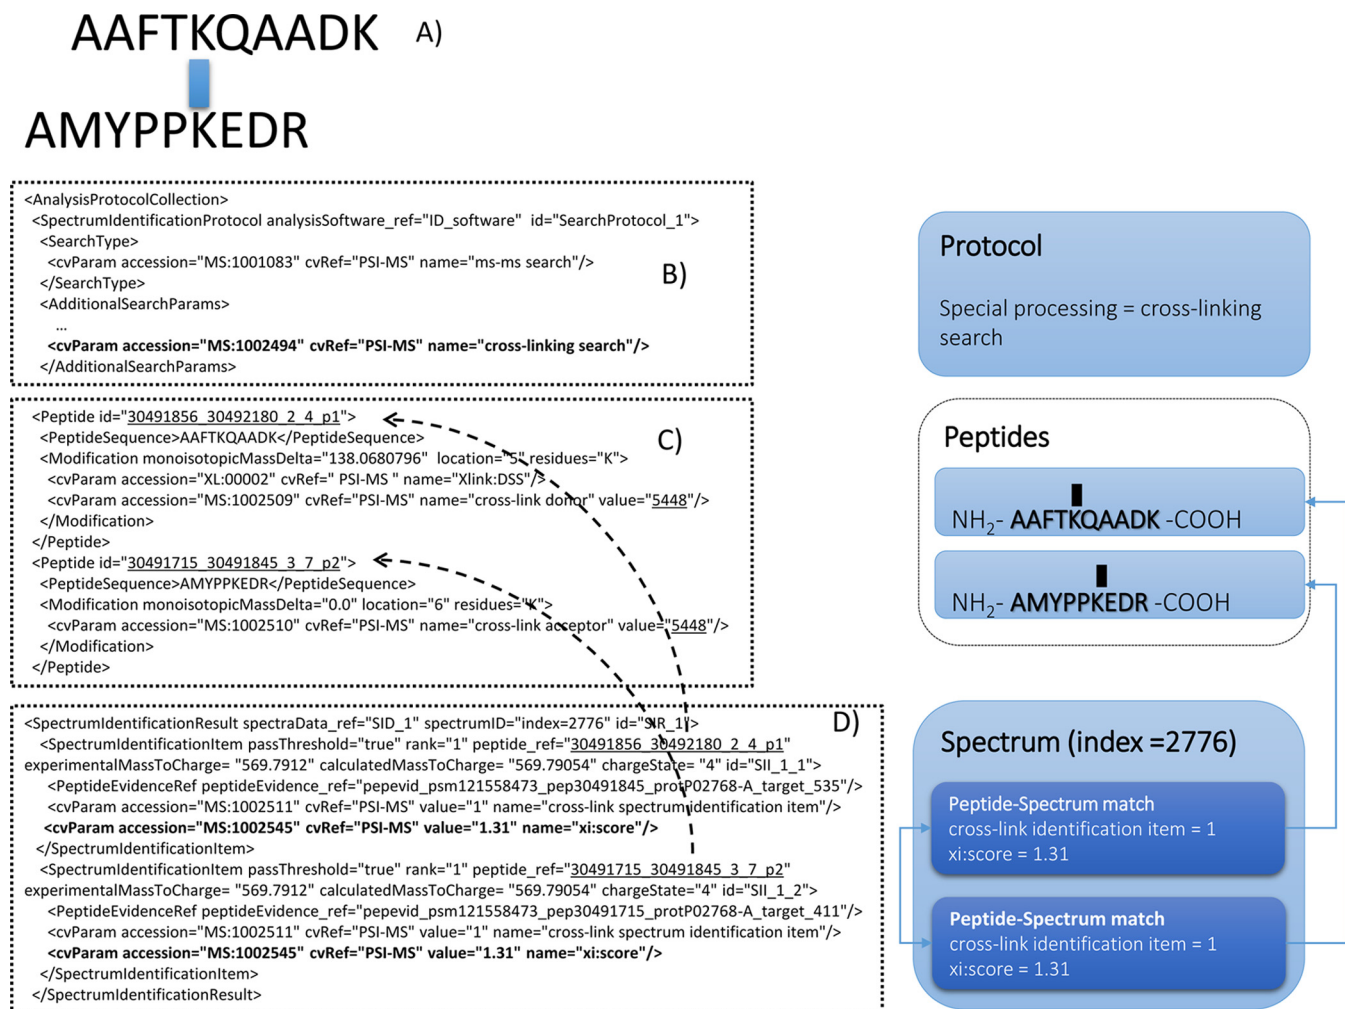 AAFTKQAADK A)
AMYPPKEDR
<AnalysisProtocolCollection>
<SpectrumIdentificationProtocol analysisSoftware_ref="ID_software" id="SearchProtocol_1">
<SearchType>
<cvParam accession="MS:1001083" cvRef="PSI-MS" name="ms-ms search"/>
</SearchType>
B)
<AdditionalSearchParams>
...
<cvParam accession="MS:1002494" cvRef="PSI-MS" name="cross-linking search"/>
</AdditionalSearchParams>
<Peptide id="30491856_30492180_2_4_p1">
C)
<PeptideSequence>AAFTKQAADK</PeptideSequence>
<Modification monoisotopicMassDelta="138.0680796" location="5" residues="K">
<cvParam accession="XL:00002" cvRef=" PSI-MS " name="Xlink:DSS"/>
<cvParam accession="MS:1002509" cvRef="PSI-MS" name="cross-link donor" value="5448"/>
</Modification>
</Peptide>
<Peptide id="30491715_30491845_3_7_p2">
<PeptideSequence>AMYPPKEDR</PeptideSequence>
<Modification monoisotopicMassDelta="0.0" location="6" residues="K">
<cvParam accession="MS:1002510" cvRef="PSI-MS" name="cross-link acceptor" value="5448"/>
</Modification>
</Peptide>
D)
<SpectrumIdentificationResult spectraData_ref="SID_1" spectrumID="index=2776" id="SIR_1"/>
<SpectrumIdentificationItem passThreshold="true" rank="1" peptide_ref="30491856_30492180_2_4_p1"
experimentalMassToCharge= "569.7912" calculatedMassToCharge= "569.79054" chargeState= "4" id="SII_1_1">
<PeptideEvidenceRef peptideEvidence_ref="pepevid_psm121558473_pep30491845_protP02768-A_target_535"/>
<cvParam accession="MS:1002511" cvRef="PSI-MS" value="1" name="cross-link spectrum identification item"/>
<cvParam accession="MS:1002545" cvRef="PSI-MS" value="1.31" name="xi:score"/>
</SpectrumIdentificationItem>
<SpectrumIdentificationItem passThreshold="true" rank="1" peptide_ref="30491715_30491845_3_7_p2"
experimentalMassToCharge= "569.7912" calculatedMassToCharge= "569.79054" chargeState="4" id="SII_1_2">
<PeptideEvidenceRef peptideEvidence_ref="pepevid_psm121558473_pep30491715_protP02768-A_target_411"/>
<cvParam accession="MS:1002511" cvRef="PSI-MS" value="1" name="cross-link spectrum identification item"/>
<cvParam accession="MS:1002545" cvRef="PSI-MS" value="1.31" name="xi:score"/>
</SpectrumIdentificationItem>
</SpectrumIdentificationResult>
Protocol
Special processing = cross-linking
search
Peptides
NH2- AAFTKQAADK -COOH
NH2- AMYPPKEDR -COOH
Spectrum (index =2776)
Peptide-Spectrum match
cross-link identification item = 1
xi:score = 1.31
Peptide-Spectrum match
cross-link identification item = 1
xi:score = 1.31